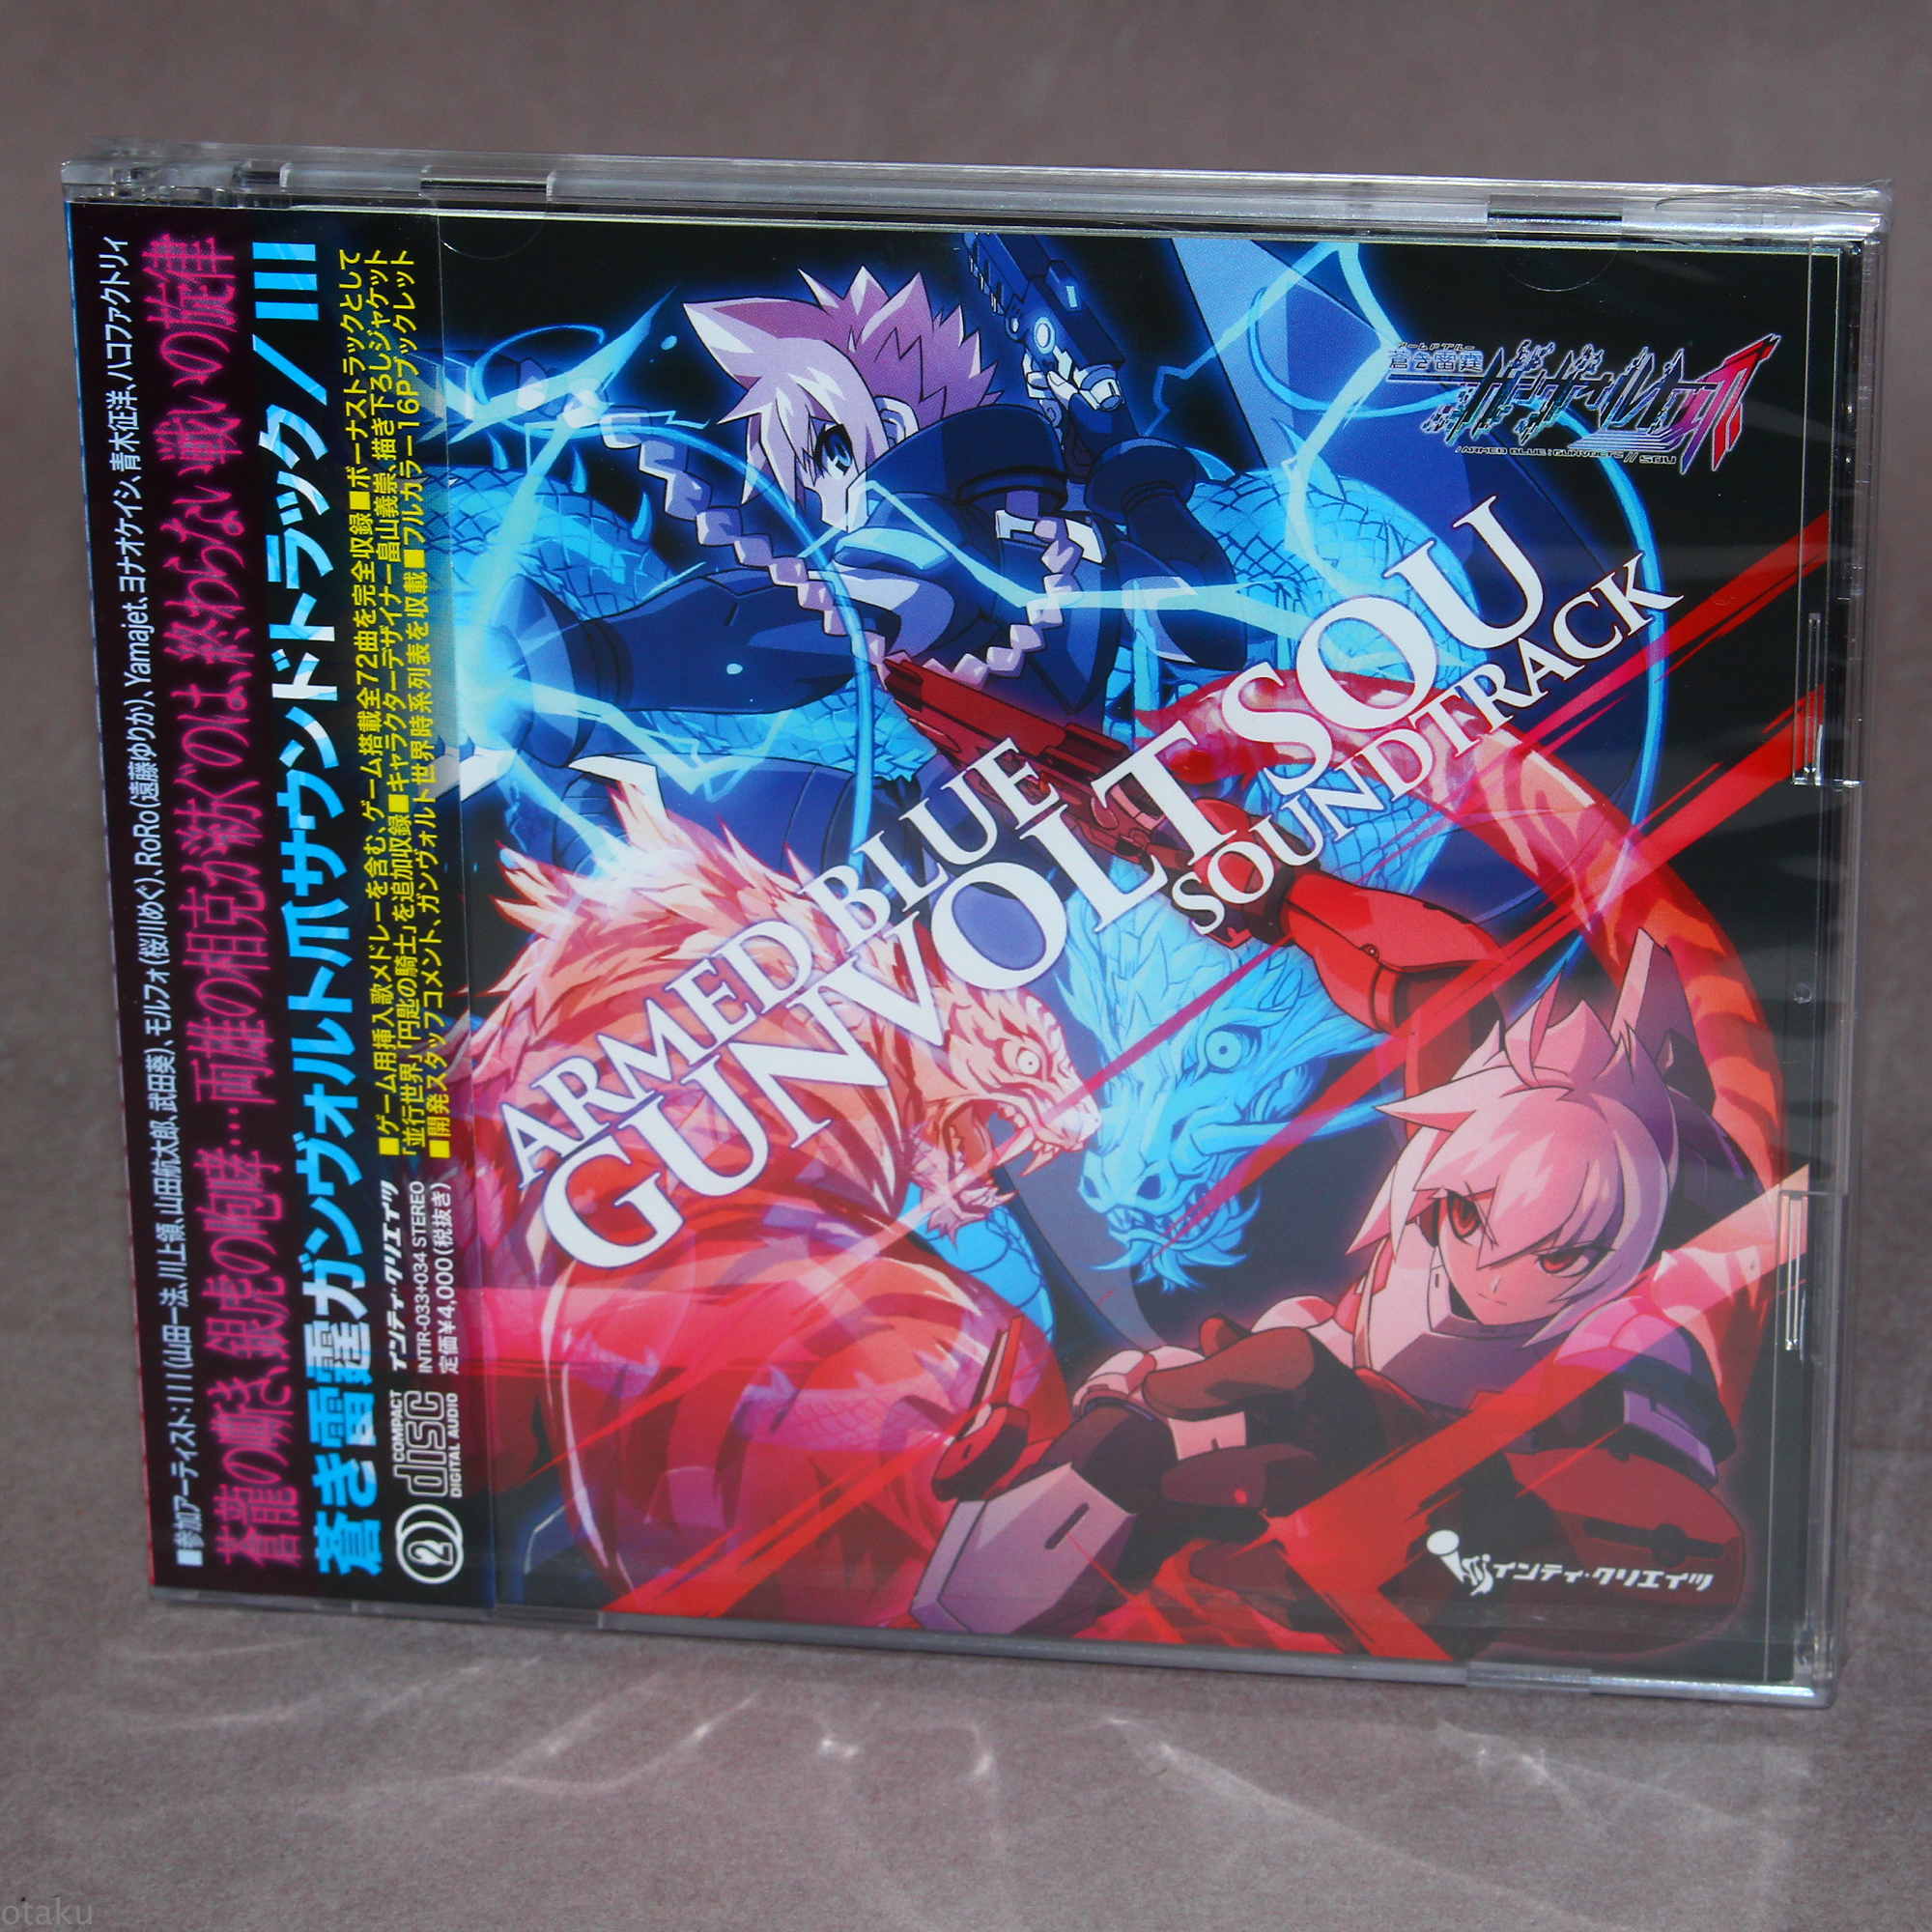 ■参加アーティスト:III(山田一法、川上領、山田航太郎、武田葵)、モルフォ(桜川めぐ)、RoRo(遠藤ゆりか)、Yamajet、ヨナオケイシ、青木征洋、ハコファクトリィ
蒼龍の嘶き、銀虎の咆哮…両雄の相克が紡ぐのは、終わらない戦いの旋律
蒼き雷霆ガンヴォルト爪サウンドトラック/III
■ゲーム用挿入歌メドレーを含む、ゲーム搭載全72曲を完全収録■ボーナストラックとして
「並行世界」「円匙の騎士」を追加収録■キャラクターデザイナー畠山義崇、描き下ろしジャケット
■開発スタッフコメント、ガンヴォルト世界時系列表を収載■フルカラー16Pブックレット
2
COMPACT
disc
DIGITAL AUDIO
インティ・クリエイツ
INTIR-033+034 STEREO
定価¥4,000(税抜き)
アームドブルー
蒼き雷霆
ガンヴォルト爪
ARMED BLUE GUNVOLT // SOU
ARMED BLUE
GUNVOLT SOU
SOUNDTRACK
インティ・クリエイツ
otaku